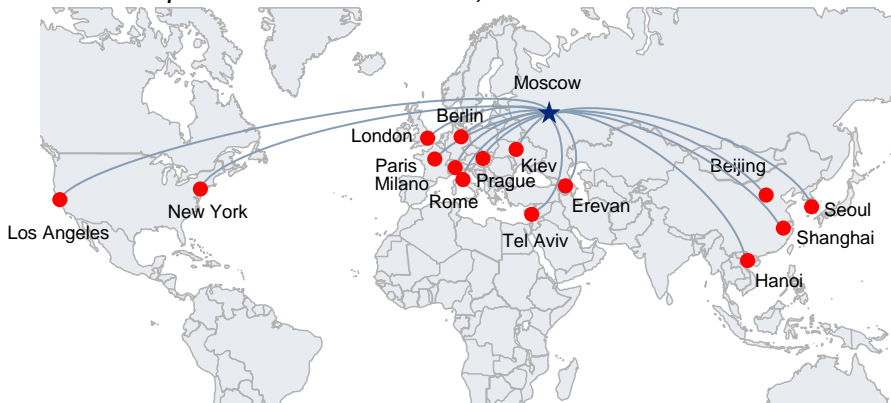 Moscow
Berlin
London
Paris
Kiev
Beijing
Milano
Prague
Rome
Erevan
New York
Seoul
Los Angeles
Tel Aviv
Shanghai
Hanoi